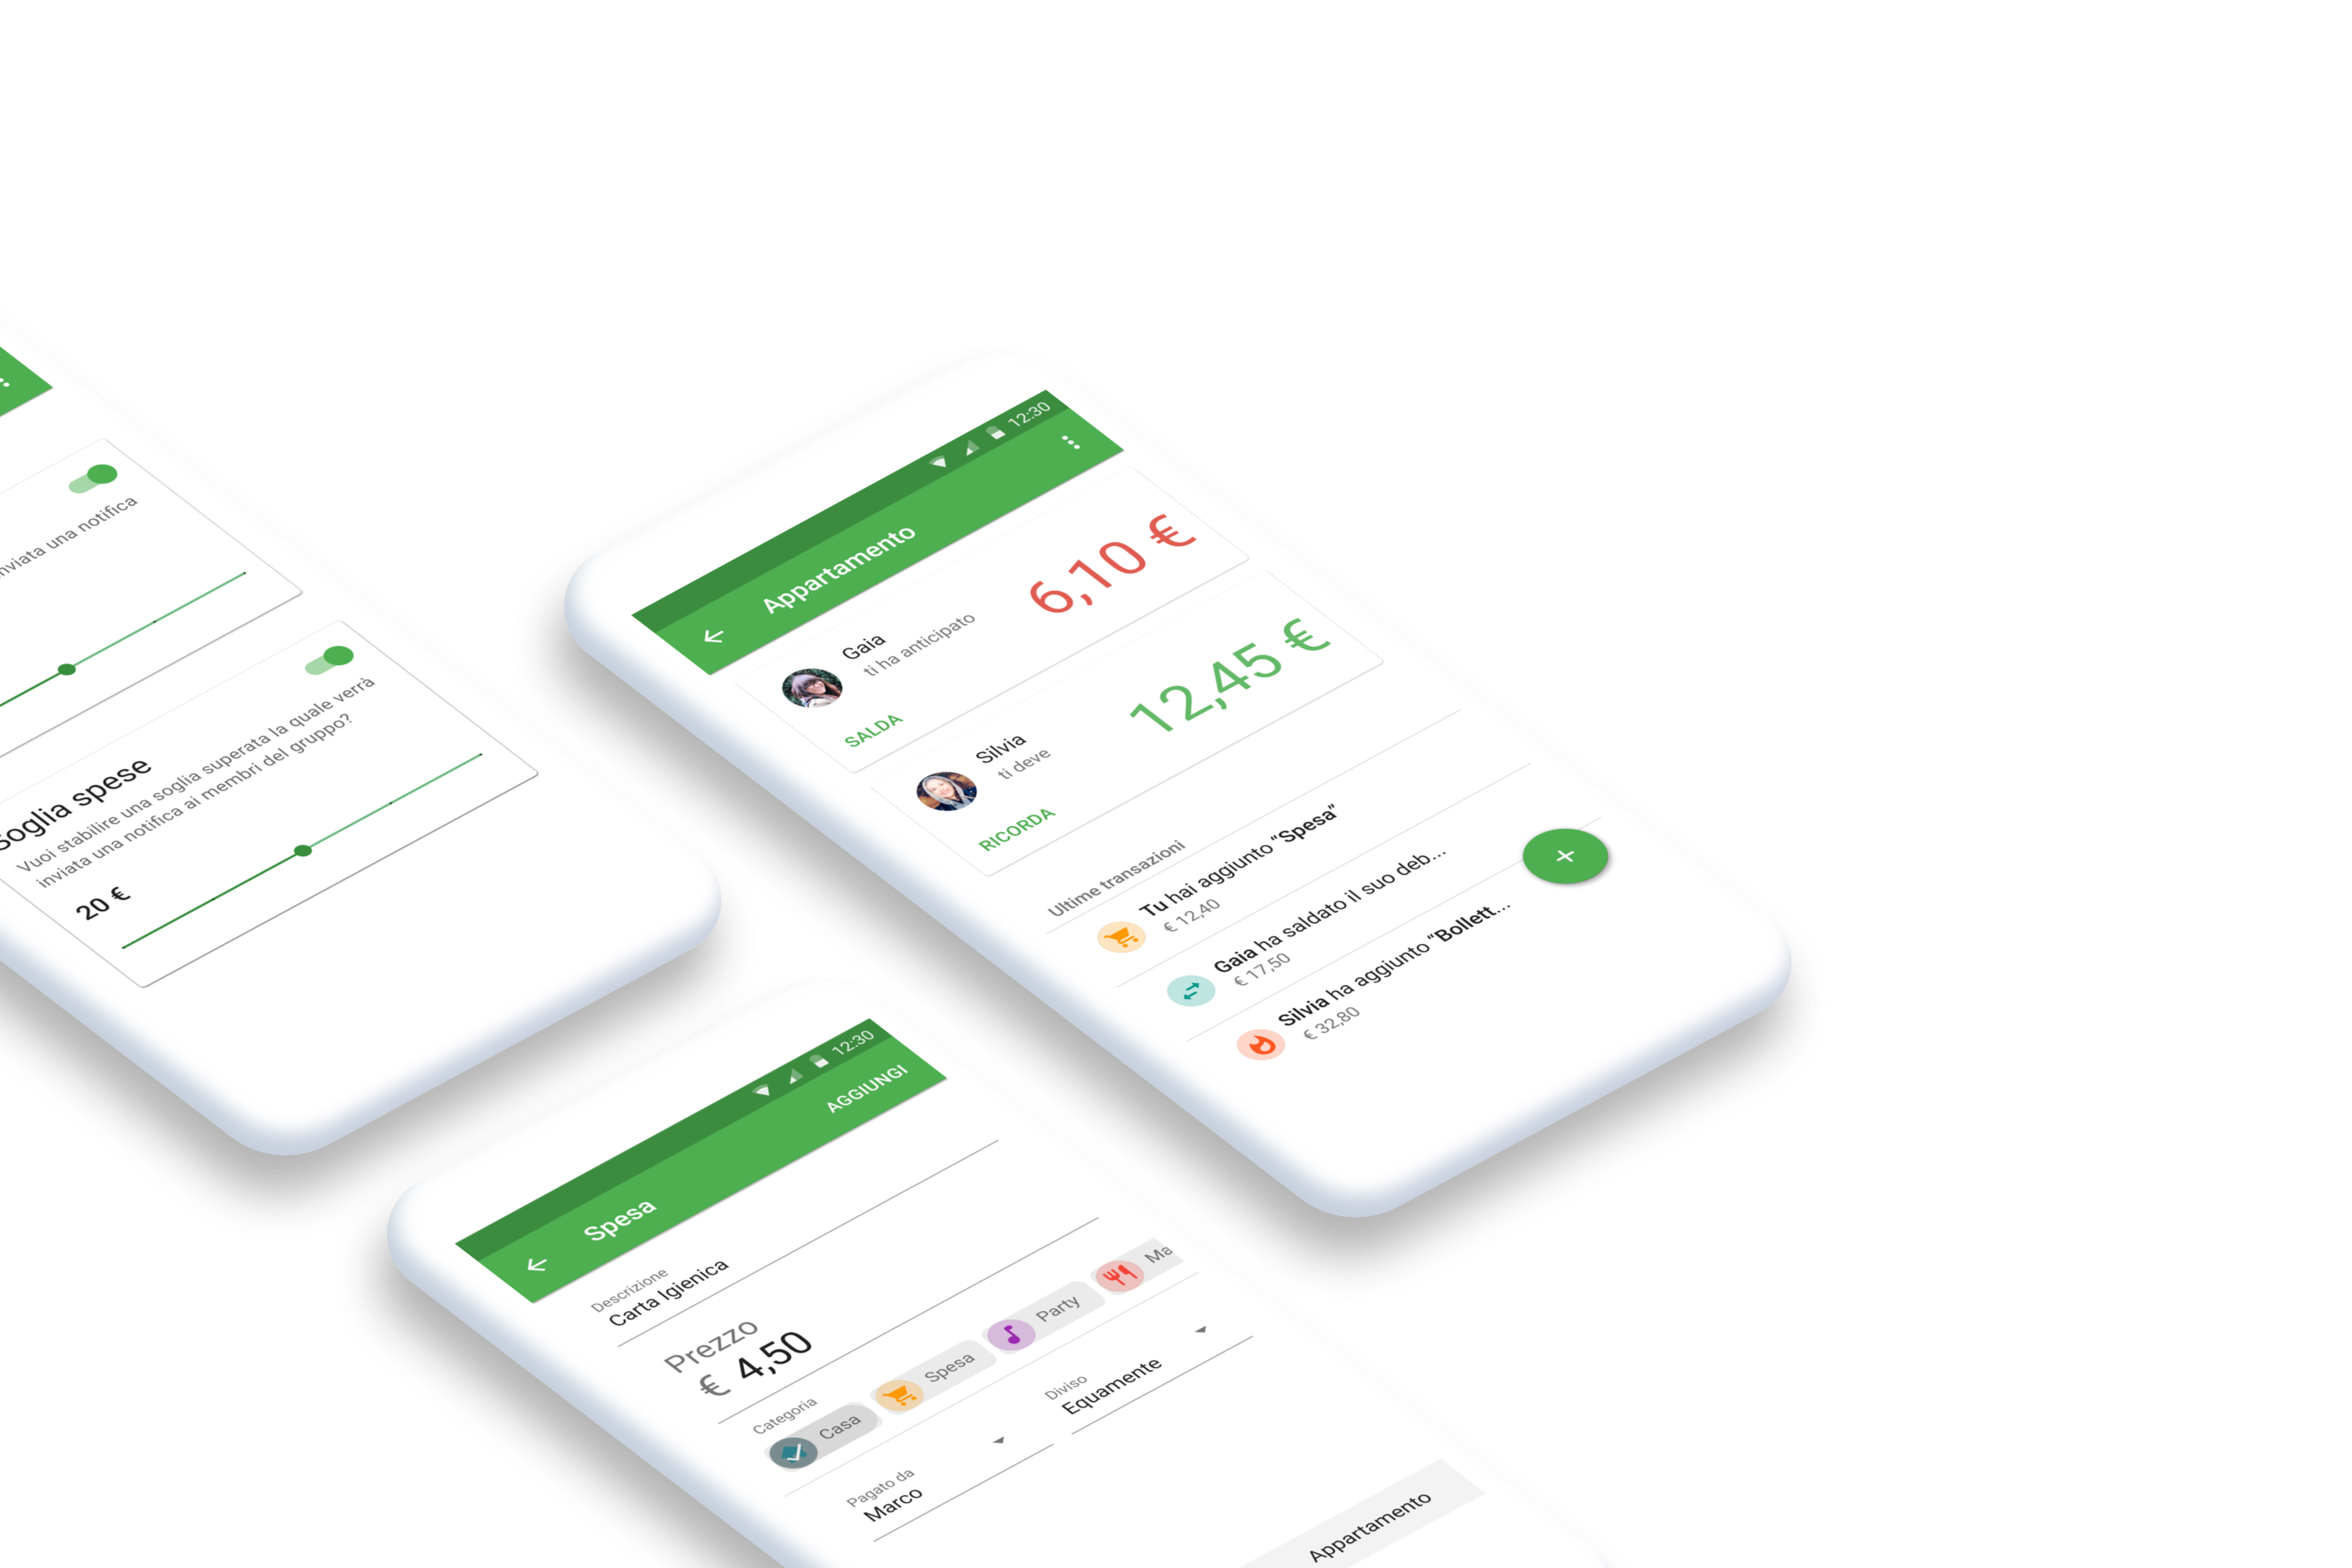 inviata una notifica
Soglia spese
Vuoi stabilire una soglia superata la quale verrà
inviata una notifica ai membri del gruppo?
20 €
12:30
Appartamento
Gaia
ti ha anticipato
6,10 €
SALDA
Silvia
ti deve
12,45 €
RICORDA
Ultime transazioni
Tu hai aggiunto “Spesa”
€ 12,40
Gaia ha saldato il suo deb...
€ 17,50
Silvia ha aggiunto “Bollett...
€ 32,80
12:30
AGGIUNGI
Spesa
Descrizione
Carta Igienica
Prezzo
€ 4,50
Categoria
Casa
Spesa
Party
Ma
Pagato da
Marco
Diviso
Equamente
Appartamento